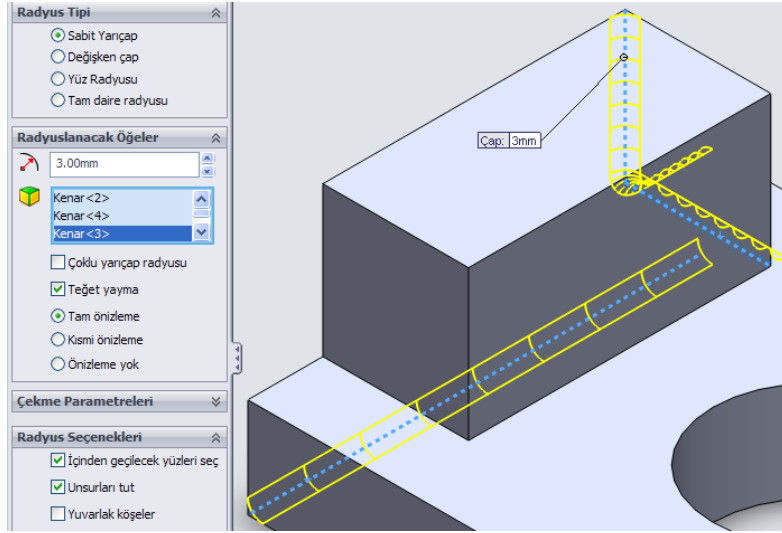 Radyus Tipi
Sabit Yarıçap
Değişken çap
Yüz Radyusu
Tam daire radyusu
Radyuslanacak Öğeler
3.00mm
Kenar<2>
Kenar<4>
Kenar<3>
Çoklu yarıçap radyusu
Teğet yayma
Tam önizleme
Kısmi önizleme
Önizleme yok
Çekme Parametreleri
Radyus Seçenekleri
İçinden geçilecek yüzleri seç
Unsurları tut
Yuvarlak köşeler
Çap: 3mm